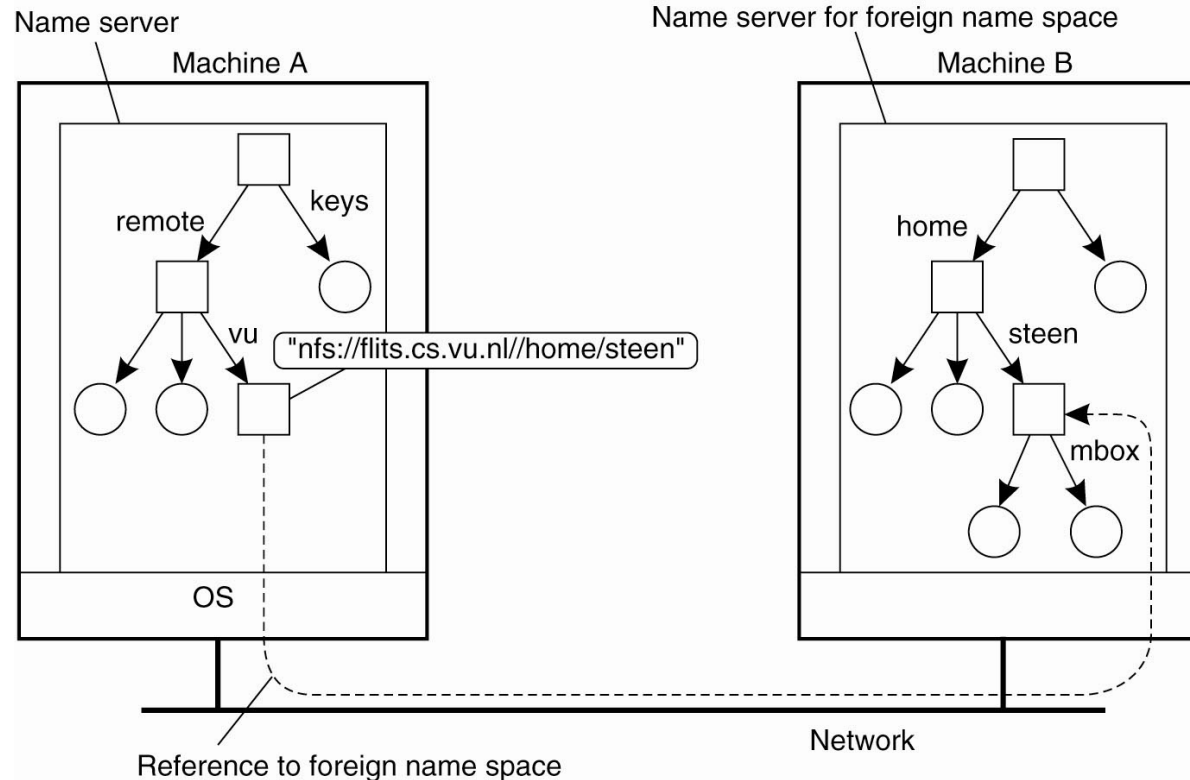 Name server
Name server for foreign name space
Machine A
Machine B
keys
remote
home
vu
steen
"nfs://flits.cs.vu.nl//home/steen"
mbox
OS
Network
Reference to foreign name space